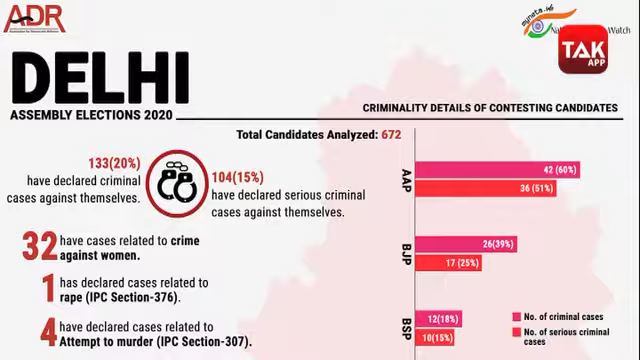 ADR
Association for Democratic Reforms
myneta.info
Watch
TAK
APP
DELHI
ASSEMBLY ELECTIONS 2020
CRIMINALITY DETAILS OF CONTESTING CANDIDATES
Total Candidates Analyzed: 672
133(20%)
have declared criminal
cases against themselves.
104(15%)
have declared serious criminal
cases against themselves.
32 have cases related to crime
against women.
1 has declared cases related to
rape (IPC Section-376).
4 have declared cases related to
Attempt to murder (IPC Section-307).
AAP
42 (60%)
36 (51%)
BJP
26(39%)
17 (25%)
BSP
12(18%)
10(15%)
No. of criminal cases
No. of serious criminal
cases